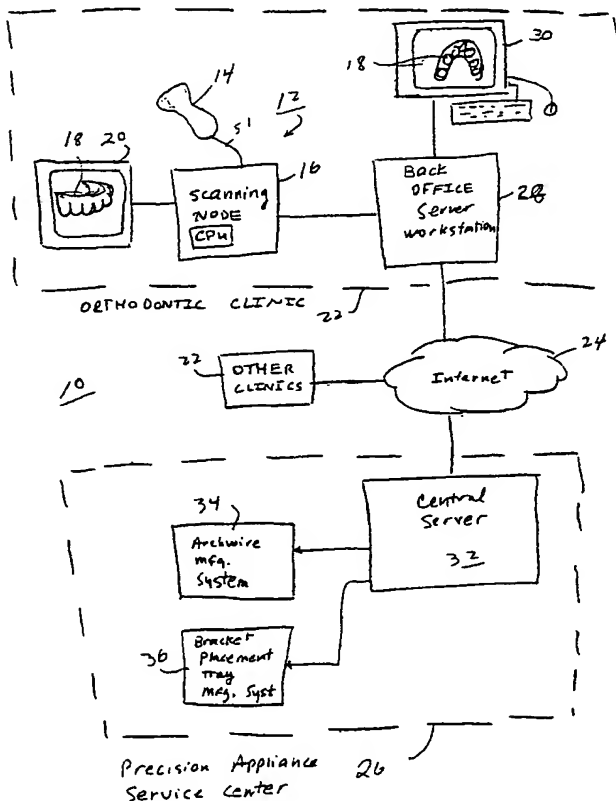 30
18
14
12
51
18
20
16
Scanning
NODE
CPU
Back
OFFICE
Server
workstation
28
ORTHODONTIC CLINIC
22
24
22
OTHER
CLINICS
Internet
10
Central
Server
32
34
Archwire
mfg.
System
36
Bracket
Placement
Tray
Mfg. Syst
Precision Appliance
Service Center
26